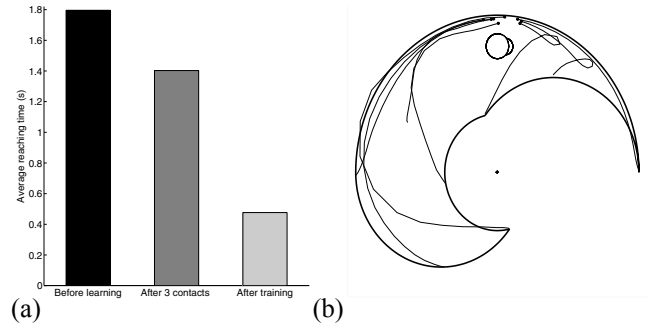 Average reaching time (s)
1.8
1.6
1.4
1.2
1
0.8
0.6
0.4
0.2
0
Before learning
After 3 contacts
After training
(a)
(b)